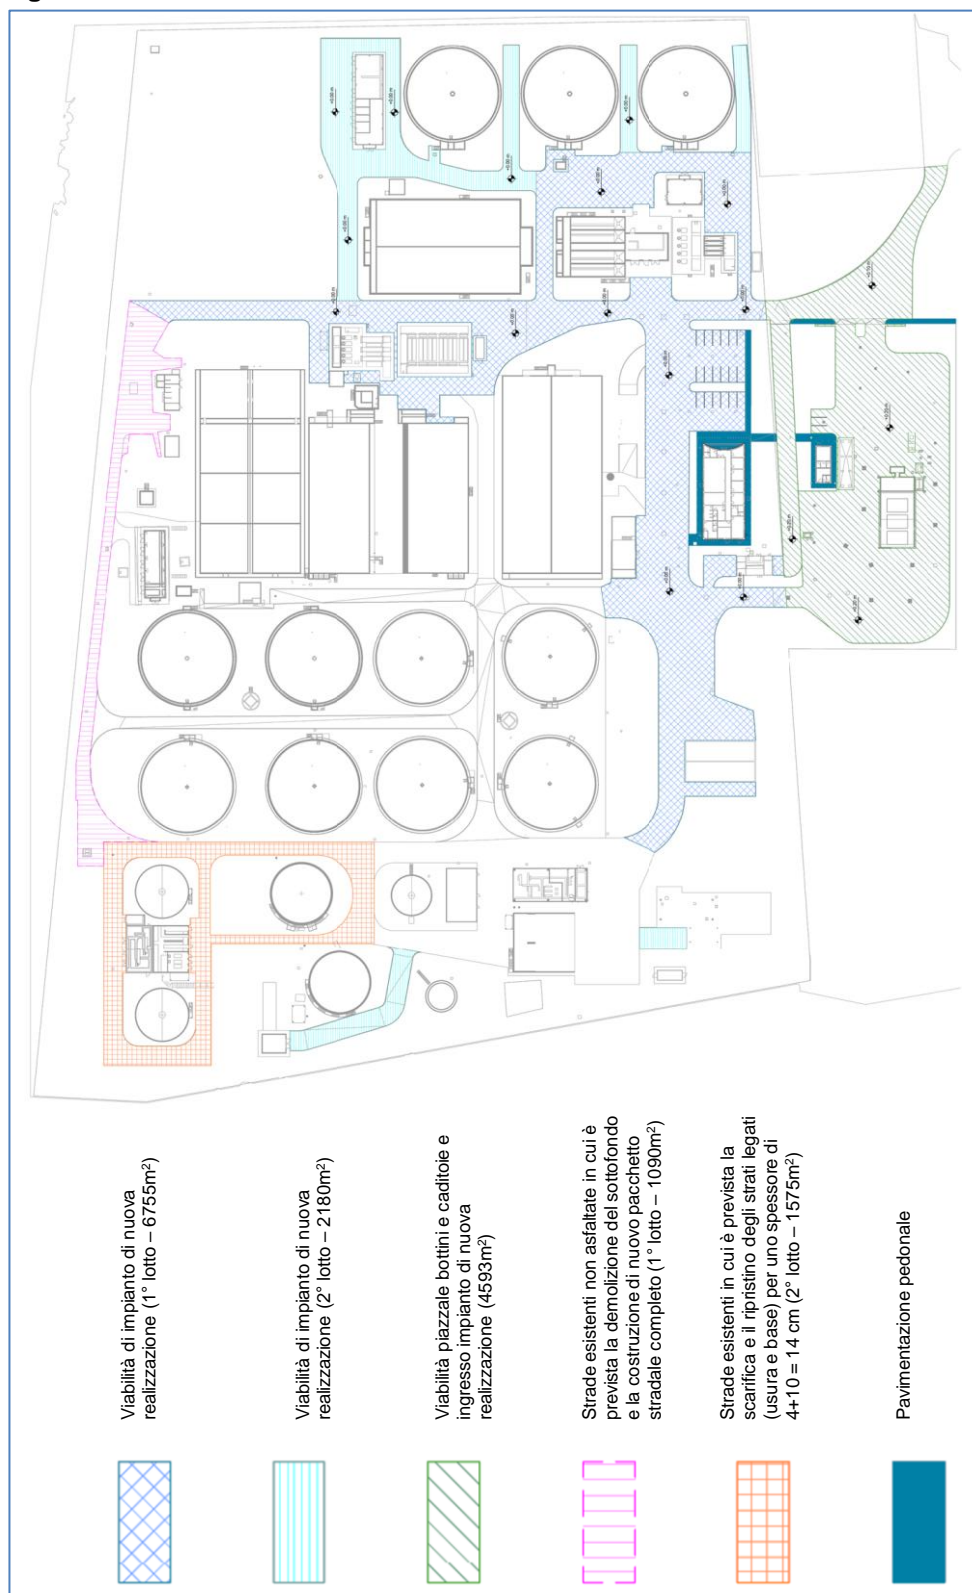 Viabilità di impianto di nuova
realizzazione (1° lotto – 6755m²)
Viabilità di impianto di nuova
realizzazione (2° lotto – 2180m²)
Viabilità piazzale bottini e caditoie e
ingresso impianto di nuova
realizzazione (4593m²)
Strade esistenti non asfaltate in cui è
prevista la demolizione del sottofondo
e la costruzione di nuovo pacchetto
stradale completo (1° lotto – 1090m²)
Strade esistenti in cui è prevista la
scarifica e il ripristino degli strati legati
(usura e base) per uno spessore di
4+10 = 14 cm (2° lotto – 1575m²)
Pavimentazione pedonale